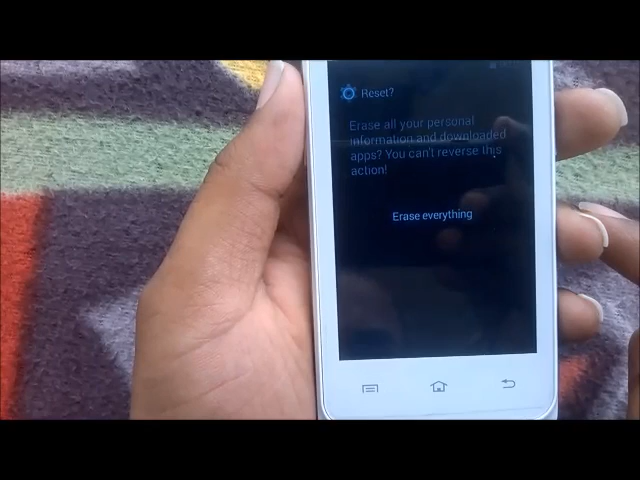 Reset?
Erase all your personal
information and downloaded
apps? You can't reverse this
action!
Erase everything